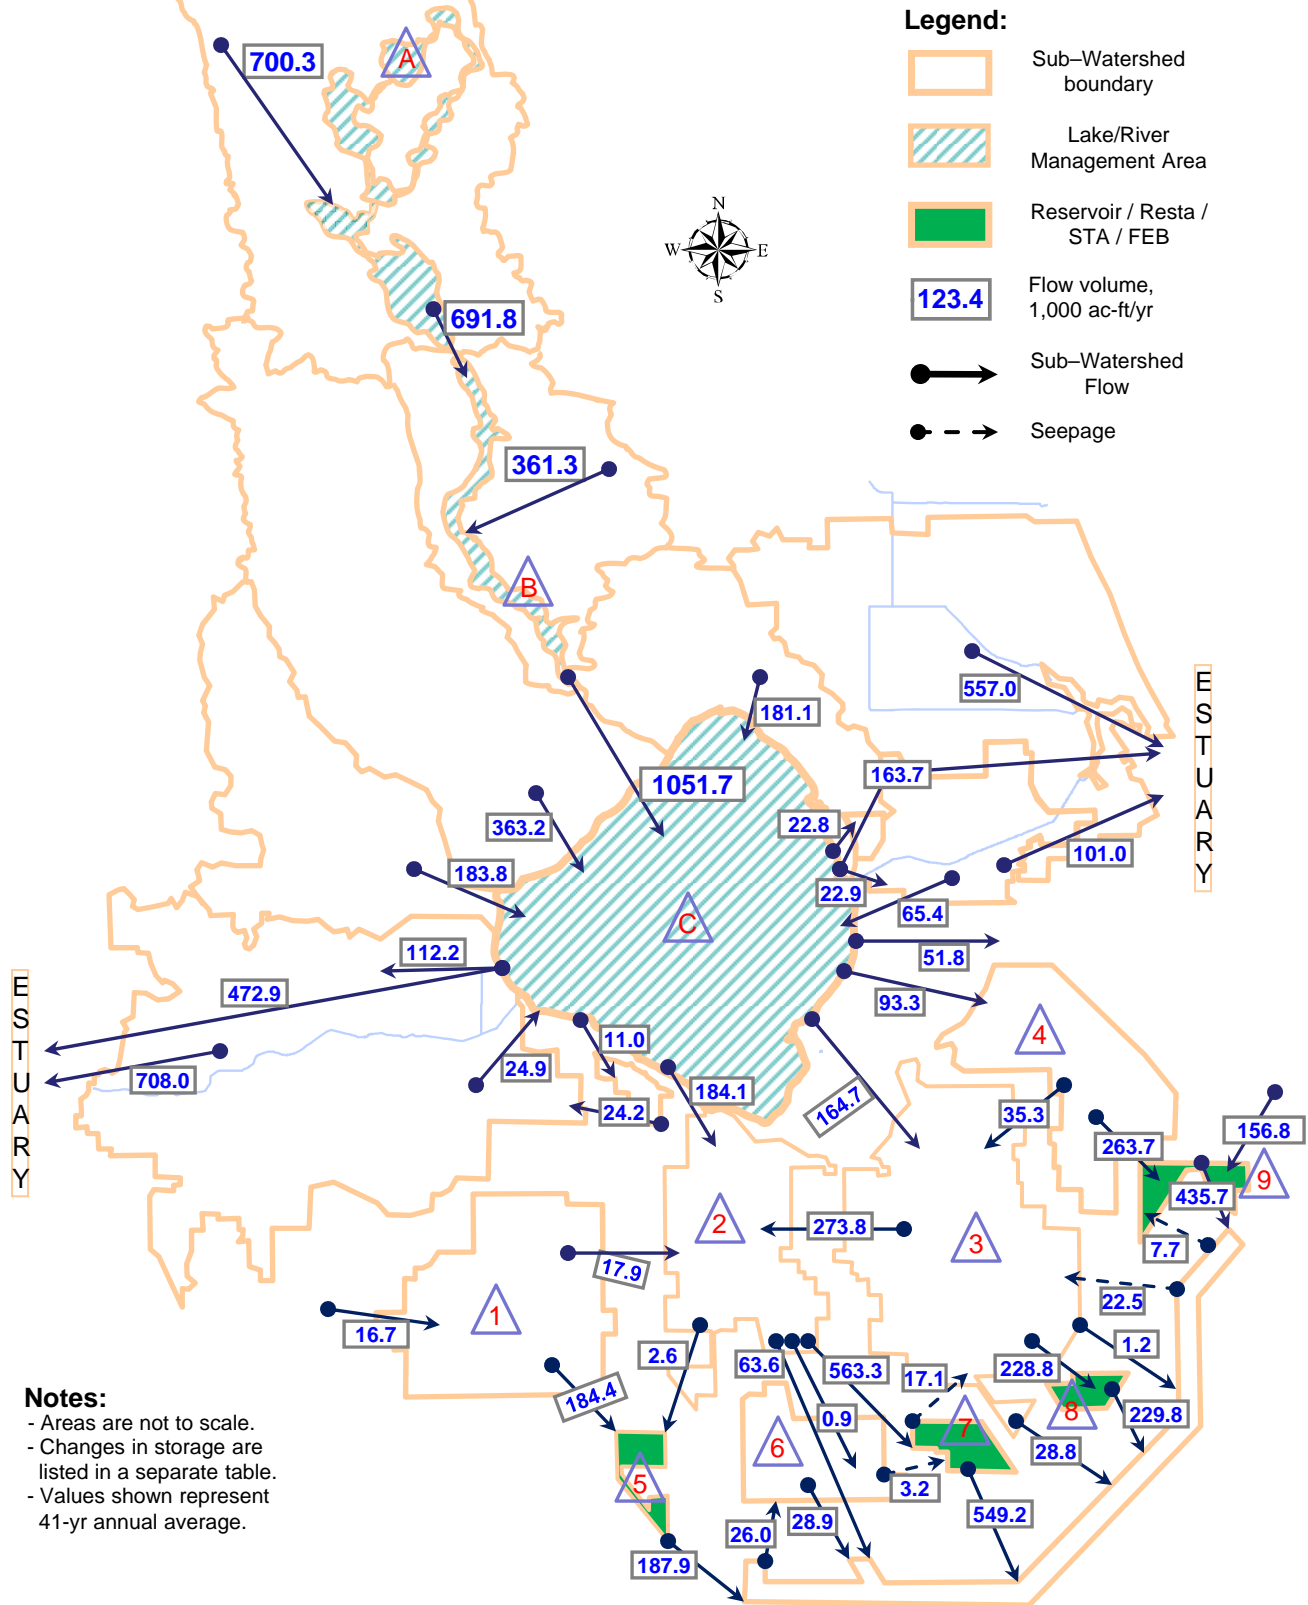 Legend:
Sub–Watershed
boundary
Lake/River
Management Area
Reservoir / Resta /
STA / FEB
123.4
Flow volume,
1,000 ac-ft/yr
Sub–Watershed
Flow
Seepage
700.3
A
N
W
E
S
691.8
361.3
B
557.0
181.1
163.7
1051.7
363.2
22.8
101.0
183.8
22.9
65.4
C
112.2
51.8
472.9
93.3
ESTUARY
ESTUARY
4
11.0
24.9
708.0
184.1
164.7
24.2
35.3
263.7
156.8
9
435.7
2
273.8
3
7.7
17.9
22.5
1
16.7
1.2
2.6
63.6
563.3
228.8
17.1
184.4
0.9
8
229.8
7
6
28.8
5
3.2
26.0
28.9
549.2
187.9
Notes:
- Areas are not to scale.
- Changes in storage are
listed in a separate table.
- Values shown represent
41-yr annual average.